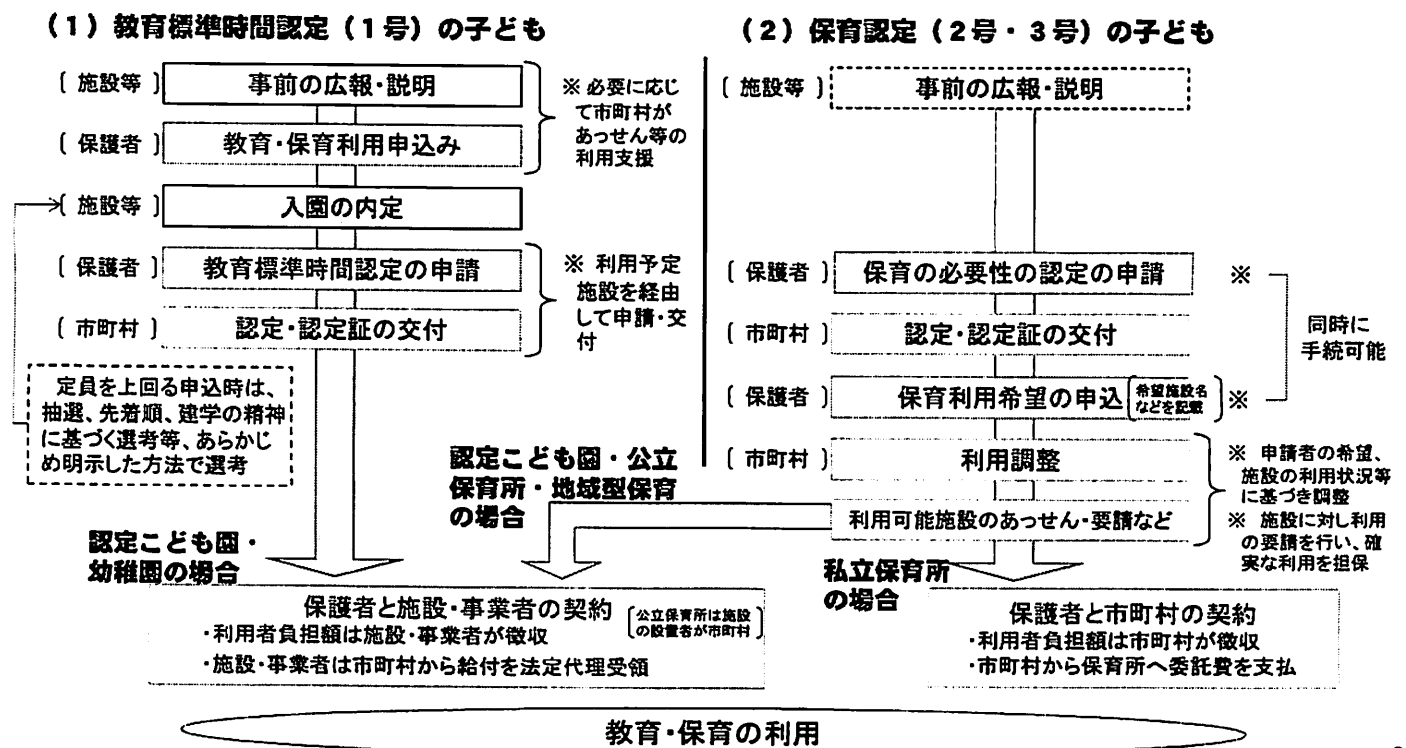 (1)教育標準時間認定(1号)の子ども
〔 施設等 〕 事前の広報・説明
〔 保護者 〕 教育・保育利用申込み
※ 必要に応じ
て市町村が
あっせん等の
利用支援
〔 施設等 〕 入園の内定
〔 保護者 〕 教育標準時間認定の申請
〔 市町村 〕 認定・認定証の交付
※ 利用予定
施設を経由
して申請・交
付
定員を上回る申込時は、
抽選、先着順、建学の精神
に基づく選考等、あらかじ
め明示した方法で選考
認定こども園・
幼稚園の場合
(2)保育認定(2号・3号)の子ども
〔 施設等 〕 事前の広報・説明
〔 保護者 〕 保育の必要性の認定の申請 ※
〔 市町村 〕 認定・認定証の交付
同時に
手続可能
〔 保護者 〕 保育利用希望の申込 ※
希望施設名
などを記載
〔 市町村 〕 利用調整
利用可能施設のあっせん・要請など
※ 申請者の希望、
施設の利用状況等
に基づき調整
※ 施設に対し利用
の要請を行い、確
実な利用を担保
認定こども園・公立
保育所・地域型保育
の場合
私立保育所
の場合
保護者と施設・事業者の契約
公立保育所は施設
の設置者が市町村
・利用者負担額は施設・事業者が徴収
・施設・事業者は市町村から給付を法定代理受領
保護者と市町村の契約
・利用者負担額は市町村が徴収
・市町村から保育所へ委託費を支払
教育・保育の利用